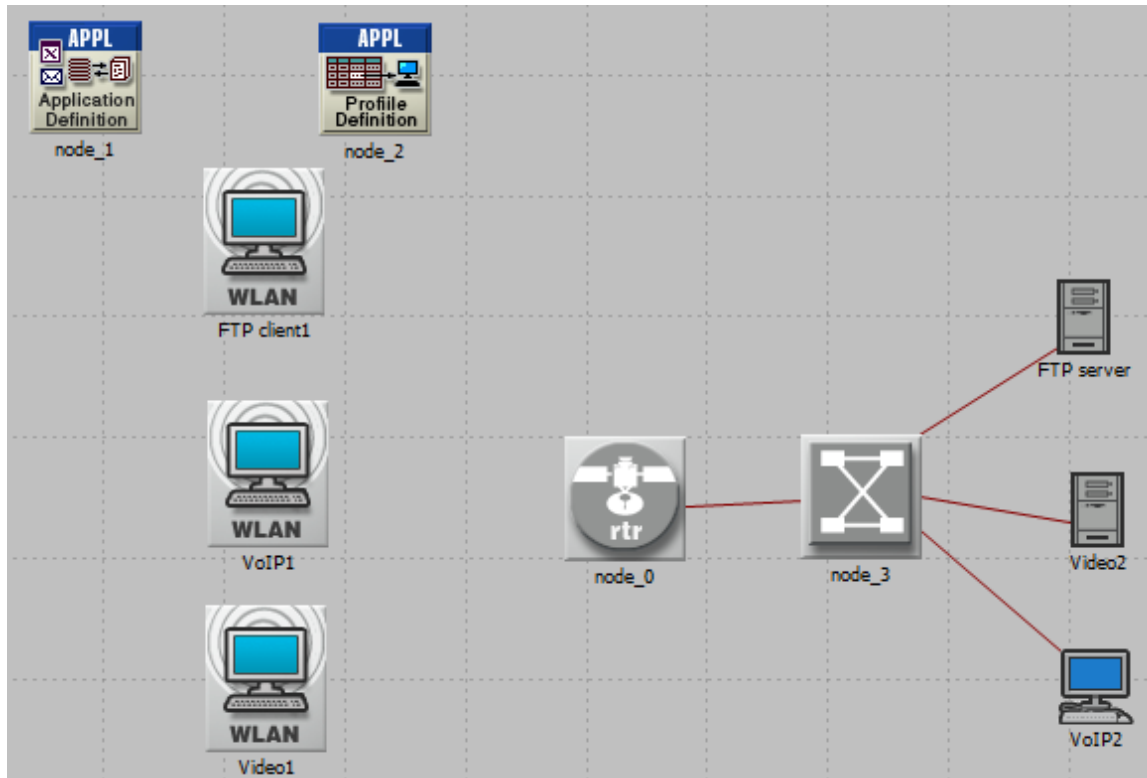 APPL
Application
Definition
node_1
APPL
Profiile
Definition
node_2
WLAN
FTP client1
FTP server
WLAN
VoIP1
rtr
node_0
node_3
Video2
WLAN
Video1
VoIP2